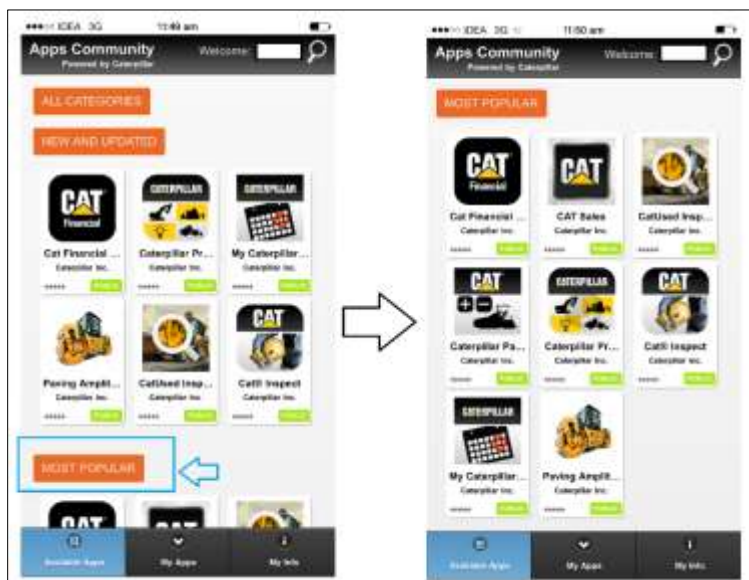 IDEA 3G 11:49 am
Apps Community
Welcome:
Powered by Caterpillar
ALL CATEGORIES
NEW AND UPDATED
CAT
Financial
CATERPILLAR
CATERPILLAR
Cat Financial ...
Caterpillar Pr...
My Caterpillar...
Caterpillar Inc.
Caterpillar Inc.
Caterpillar Inc.
CAT
Paving Amplit...
CatUsed Insp...
Cat® Inspect
Caterpillar Inc.
Caterpillar Inc.
Caterpillar Inc.
MOST POPULAR
CAT
CAT
Available Apps
My Apps
My Info
IDEA 3G 11:50 am
Apps Community
Welcome:
Powered by Caterpillar
MOST POPULAR
CAT
Financial
CAT
Cat Financial ...
CAT Sales
CatUsed Insp...
Caterpillar Inc.
Caterpillar Inc.
Caterpillar Inc.
CAT
CATERPILLAR
CAT
Caterpillar Pa...
Caterpillar Pr...
Cat® Inspect
Caterpillar Inc.
Caterpillar Inc.
Caterpillar Inc.
CATERPILLAR
My Caterpillar...
Paving Amplit...
Caterpillar Inc.
Caterpillar Inc.
Available Apps
My Apps
My Info